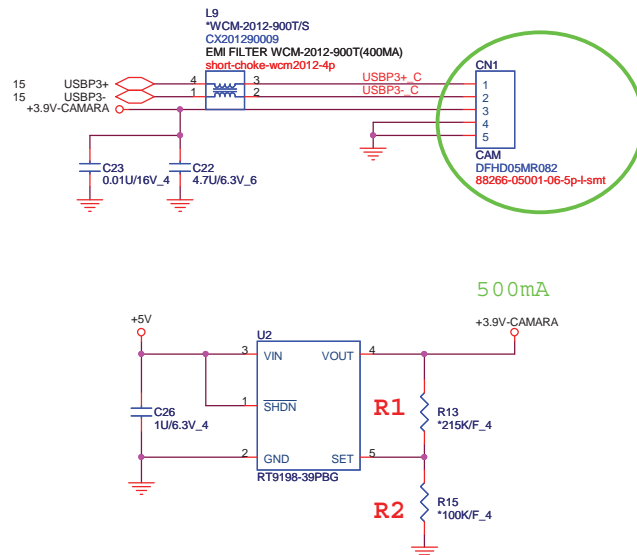 L9
*WCM-2012-900T/S
CX201290009
EMI FILTER WCM-2012-900T(400MA)
short-choke-wcm2012-4p
CN1
15 USBP3+ 4 3 USBP3+_C 1
15 USBP3- 1 2 USBP3-_C 2
+3.9V-CAMARA 3
4
5
CAM
DFHD05MR082
88266-05001-06-5p-l-smt
C23
0.01U/16V_4
C22
4.7U/6.3V_6
500mA
+3.9V-CAMARA
+5V
U2
3 VIN VOUT 4
1 SHDN
2 GND SET 5
RT9198-39PBG
C26
1U/6.3V_4
R1
R13
*215K/F_4
R2
R15
*100K/F_4